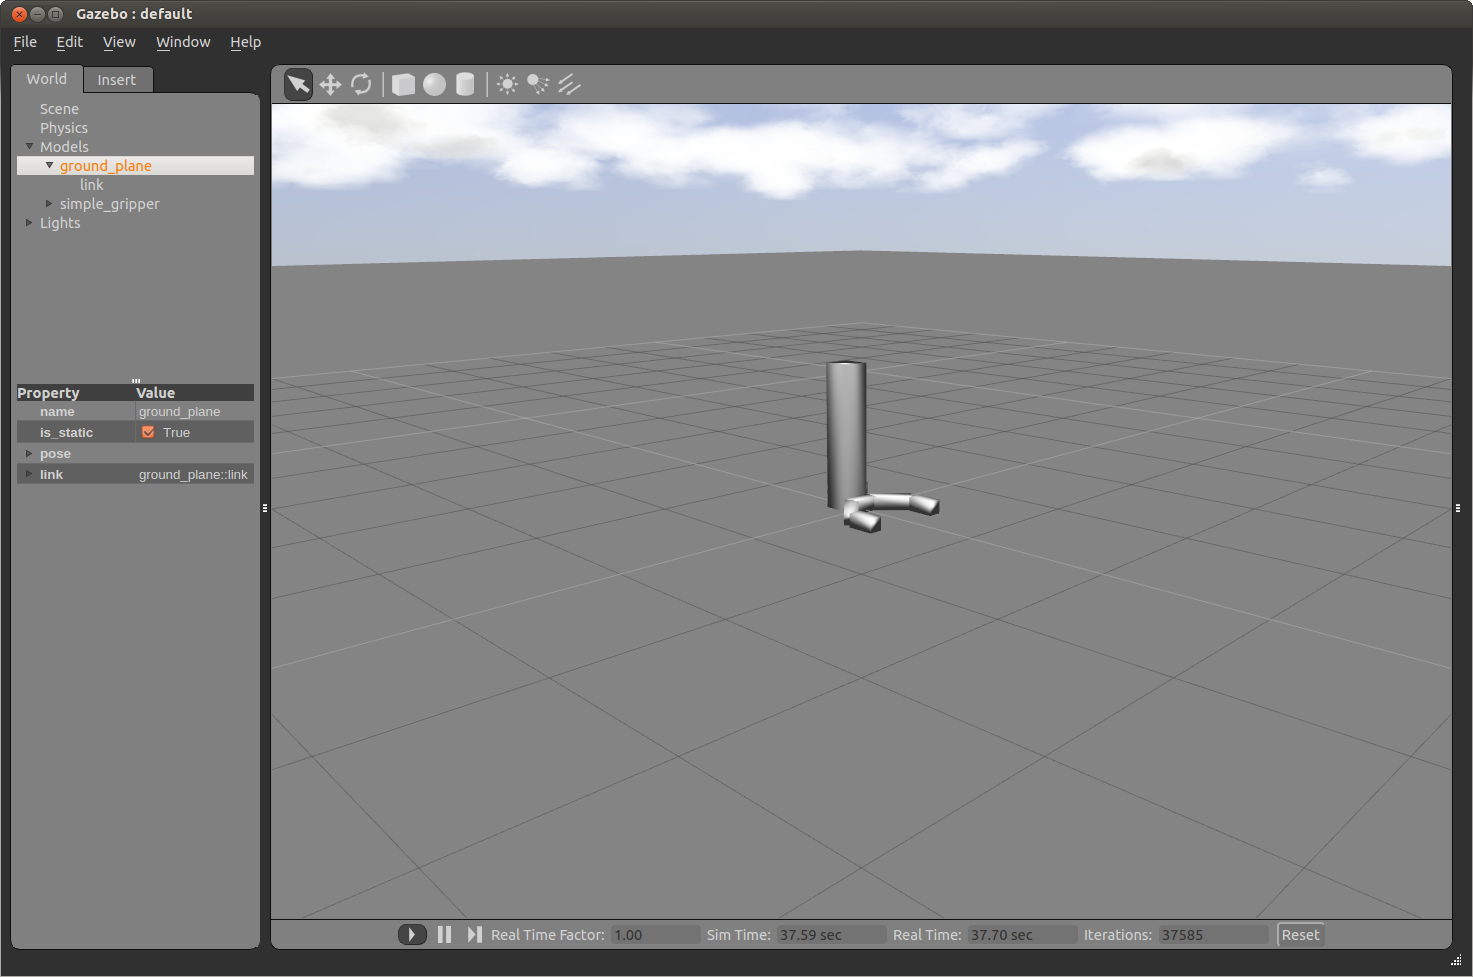 Gazebo : default
File Edit View Window Help
World Insert
Scene
Physics
Models
ground_plane
link
simple_gripper
Lights
Property Value
name ground_plane
is_static True
pose
link ground_plane::link
Real Time Factor: 1.00 Sim Time: 37.59 sec Real Time: 37.70 sec Iterations: 37585 Reset